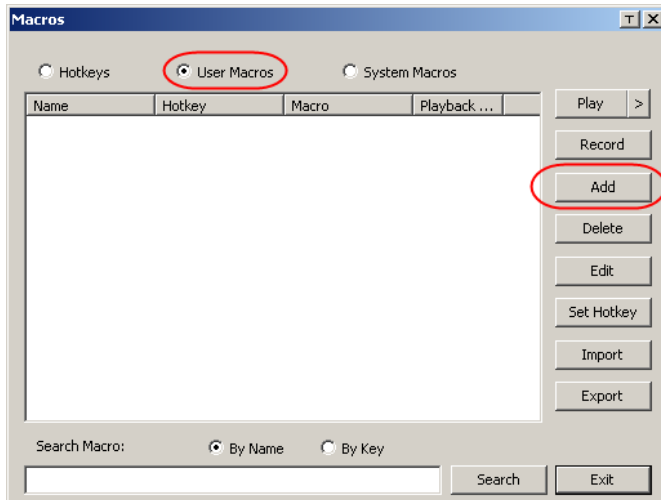 Macros
Hotkeys User Macros System Macros
Name Hotkey Macro Playback ...
Play >
Record
Add
Delete
Edit
Set Hotkey
Import
Export
Search Macro: By Name By Key
Search Exit